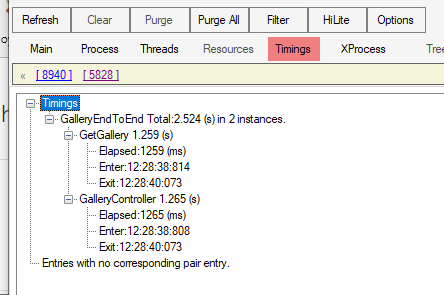 Refresh Clear Purge Purge All Filter HiLite Options
Main Process Threads Resources Timings XProcess Tree
« [ 8940 ] [ 5828 ]
Timings
GalleryEndToEnd Total:2.524 (s) in 2 instances.
GetGallery 1.259 (s)
Elapsed:1259 (ms)
Enter:12:28:38:814
Exit:12:28:40:073
GalleryController 1.265 (s)
Elapsed:1265 (ms)
Enter:12:28:38:808
Exit:12:28:40:073
Entries with no corresponding pair entry.